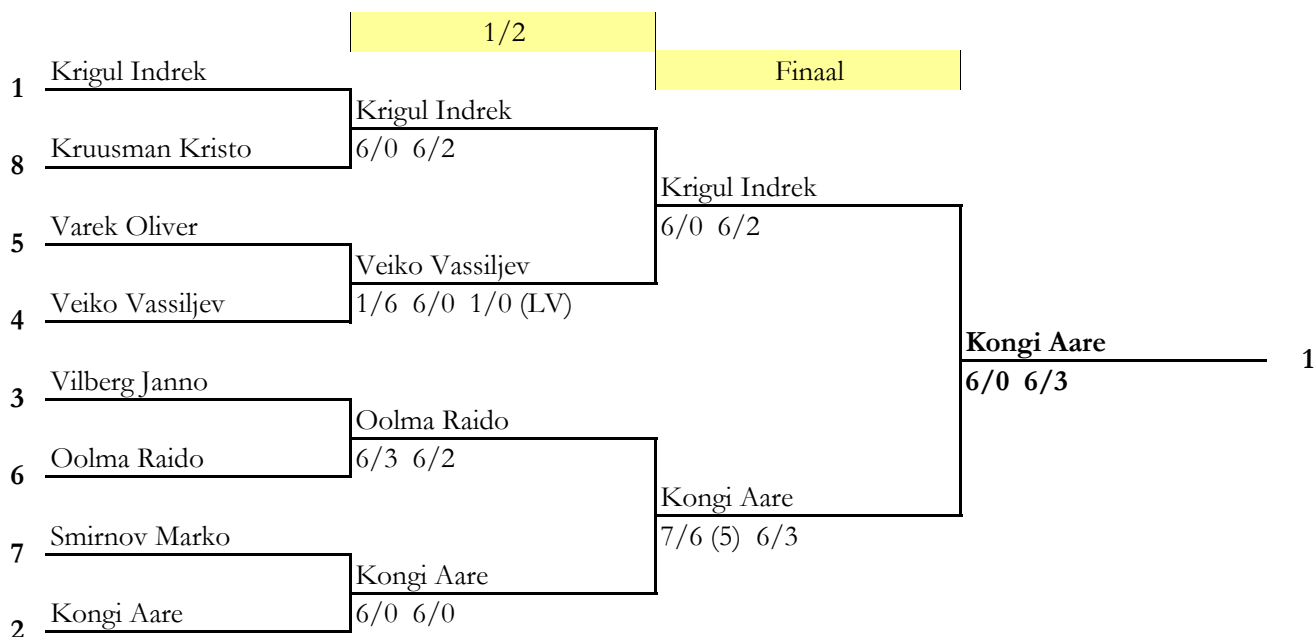 1/2
Finaal
1 Krigul Indrek
Krigul Indrek
6/0 6/2
8 Kruusman Kristo
Krigul Indrek
6/0 6/2
5 Varek Oliver
Veiko Vassiljev
1/6 6/0 1/0 (LV)
4 Veiko Vassiljev
Kongi Aare 1
6/0 6/3
3 Vilberg Janno
Oolma Raido
6/3 6/2
6 Oolma Raido
Kongi Aare
7/6 (5) 6/3
7 Smirnov Marko
Kongi Aare
6/0 6/0
2 Kongi Aare